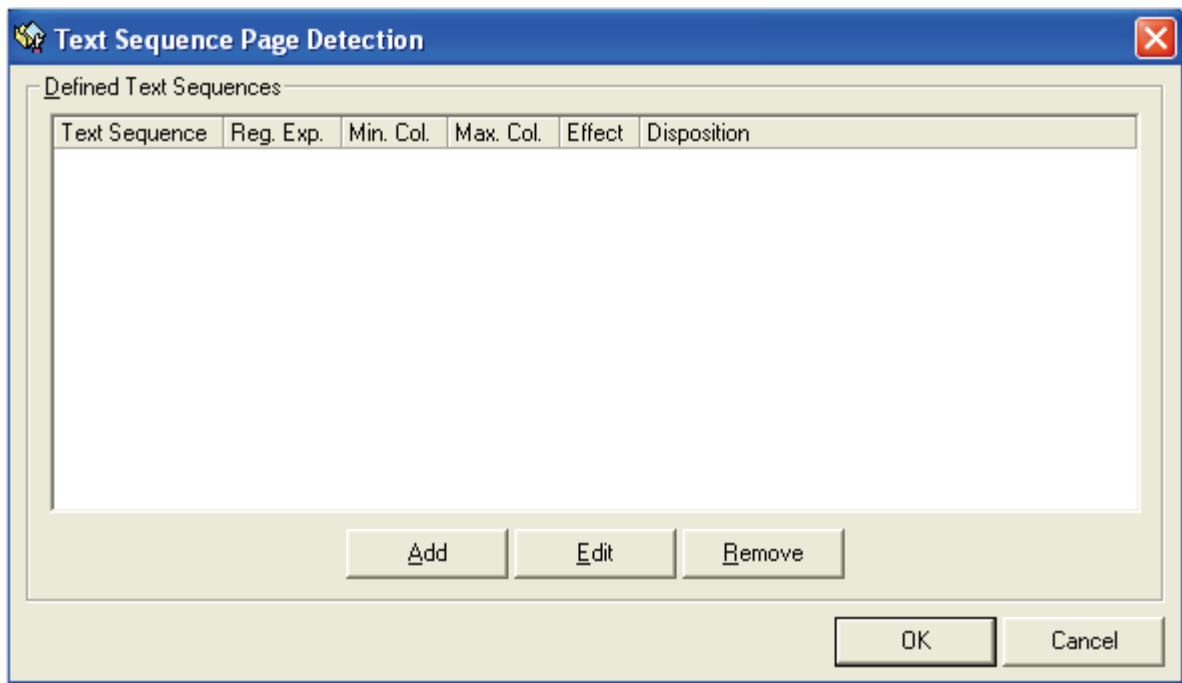 Text Sequence Page Detection
Defined Text Sequences
Text Sequence Reg. Exp. Min. Col. Max. Col. Effect Disposition
Add Edit Remove
OK Cancel